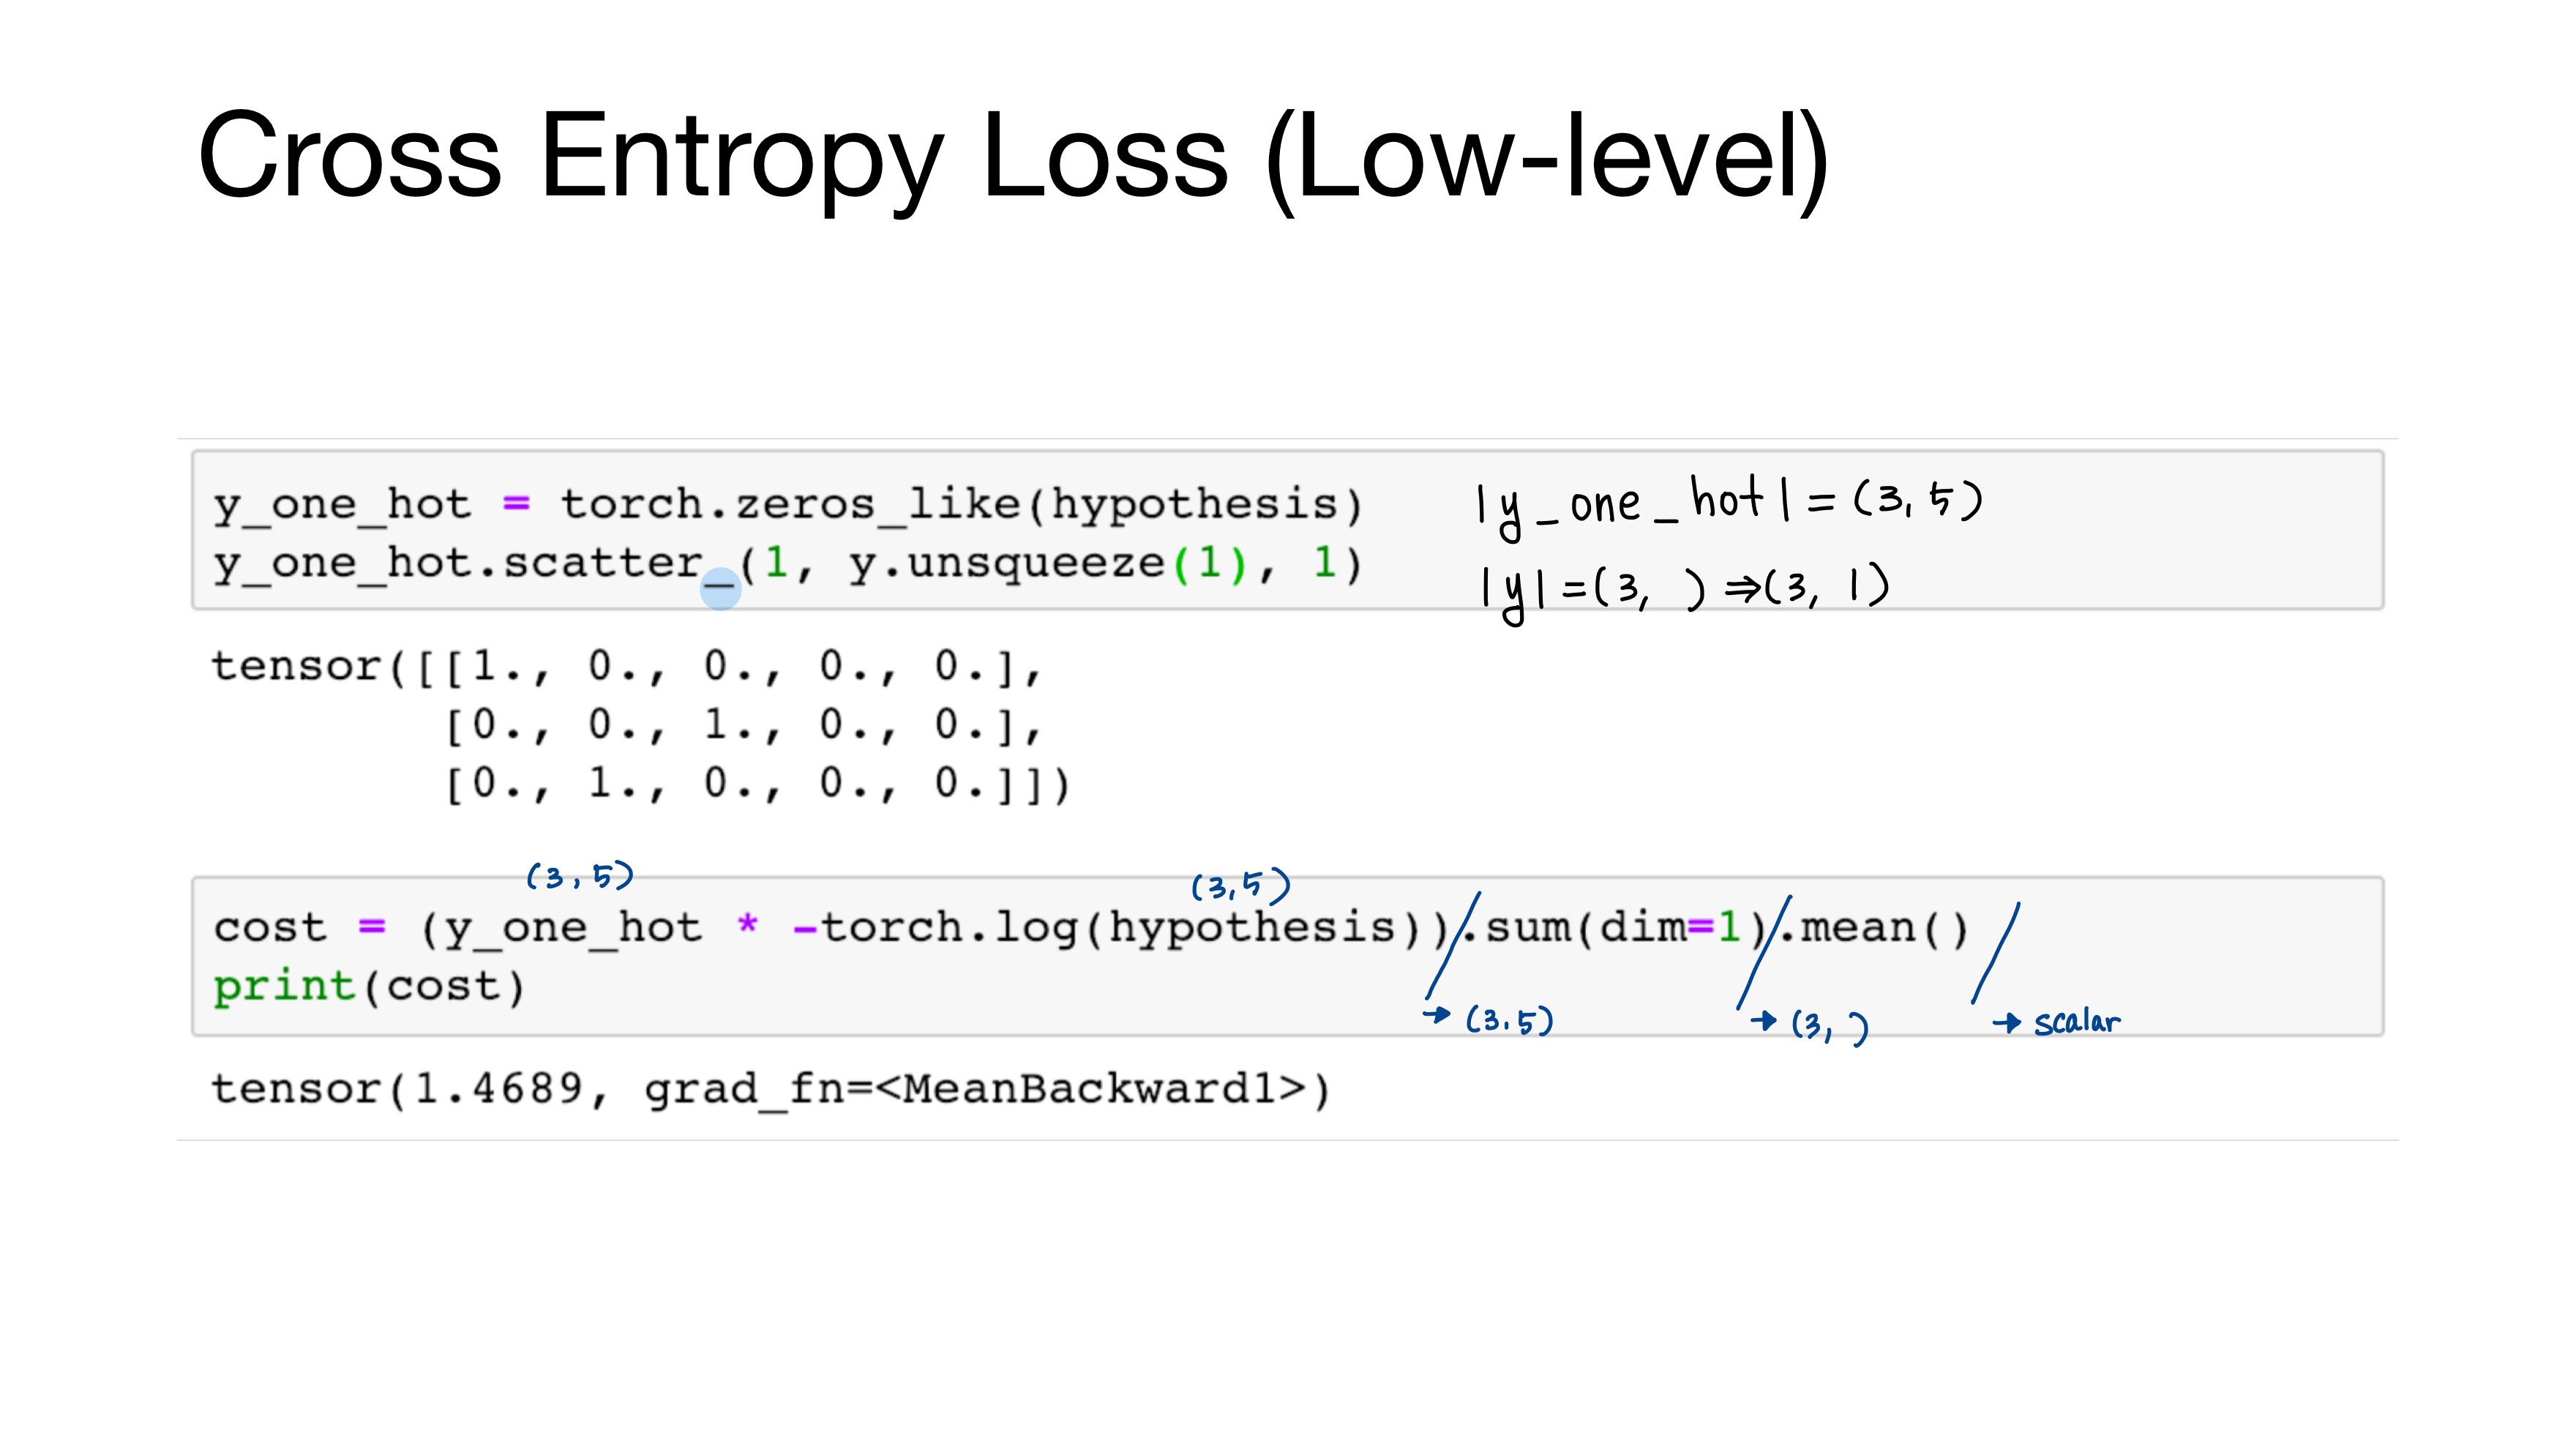 Cross Entropy Loss (Low-level)
y_one_hot = torch.zeros_like(hypothesis)
|y_one_hot| = (3, 5)
y_one_hot.scatter_(1, y.unsqueeze(1), 1)
|y| = (3, ) ⇒ (3, 1)
tensor([[1., 0., 0., 0., 0.],
[0., 0., 1., 0., 0.],
[0., 1., 0., 0., 0.]])
(3, 5)
(3, 5)
cost = (y_one_hot * -torch.log(hypothesis)).sum(dim=1).mean()
print(cost)
→ (3.5)
→ (3, )
→ scalar
tensor(1.4689, grad_fn=<MeanBackward1>)